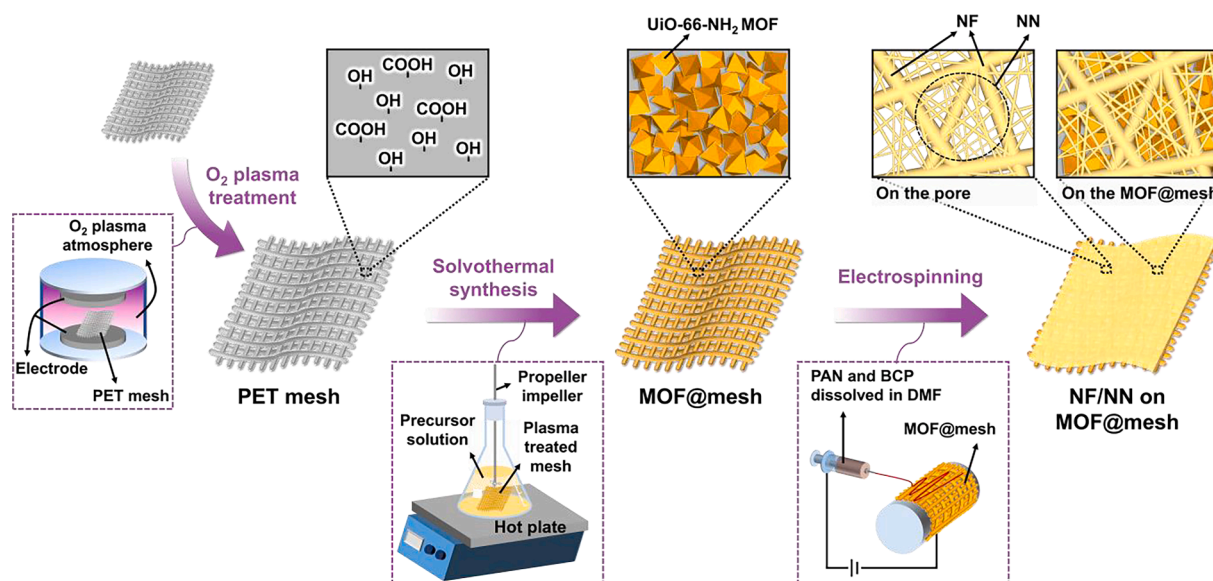 O2 plasma
treatment
O2 plasma
atmosphere
Electrode
PET mesh
COOH
OH
OH
OH
COOH
COOH
OH
OH
OH
PET mesh
Solvothermal
synthesis
Propeller
impeller
Precursor
solution
Plasma
treated
mesh
Hot plate
UiO-66-NH2 MOF
MOF@mesh
Electrospinning
PAN and BCP
dissolved in DMF
MOF@mesh
NF
NN
On the pore
On the MOF@mesh
NF/NN on
MOF@mesh